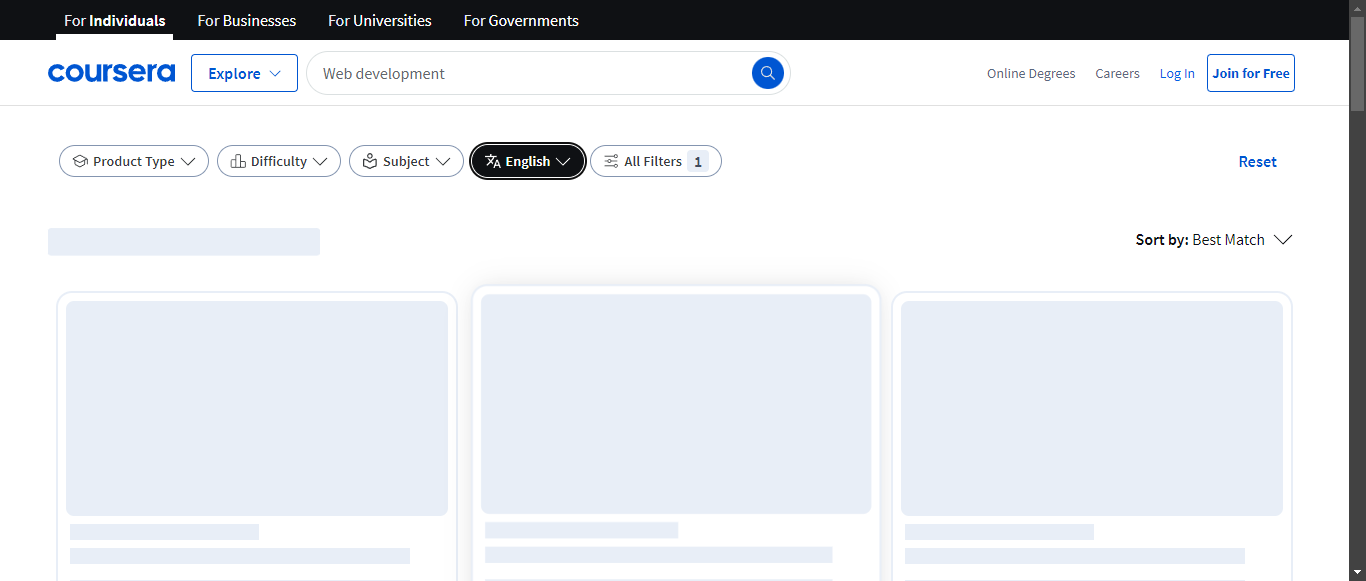 For Individuals For Businesses For Universities For Governments
coursera Explore Web development Online Degrees Careers Log In Join for Free
Product Type Difficulty Subject English All Filters 1 Reset
Sort by: Best Match